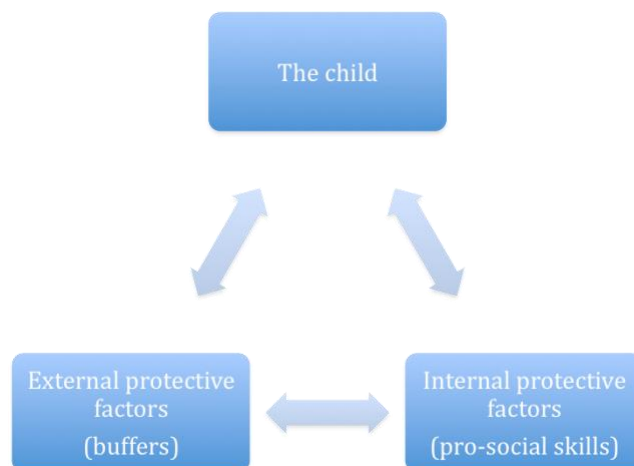 The child
External protective
factors
(buffers)
Internal protective
factors
(pro-social skills)